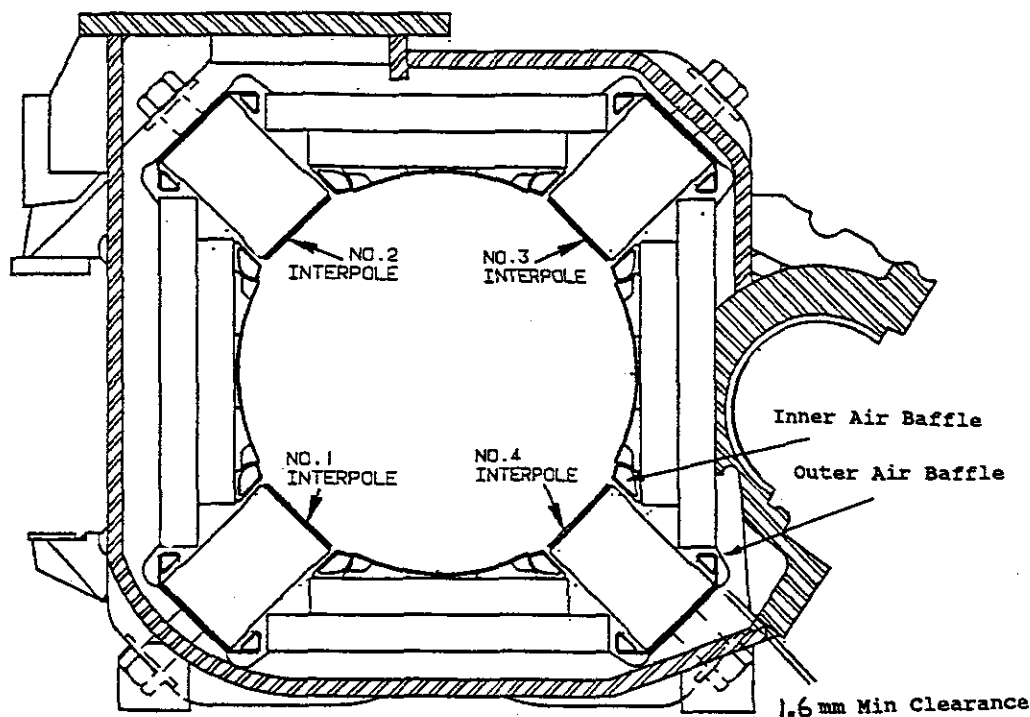 NO.2
INTERPOLE
NO.3
INTERPOLE
Inner Air Baffle
NO.1
INTERPOLE
NO.4
INTERPOLE
Outer Air Baffle
1.6 mm Min Clearance